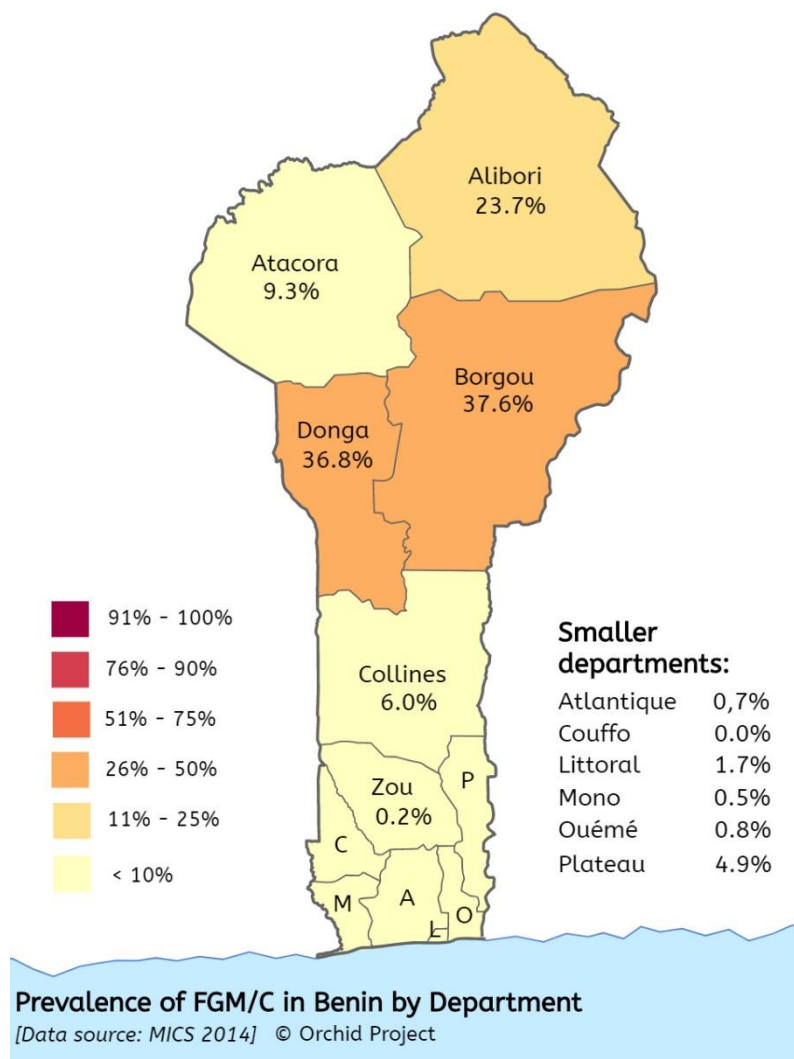 Alibori
23.7%
Atacora
9.3%
Borgou
37.6%
Donga
36.8%
91% - 100%
76% - 90%
51% - 75%
26% - 50%
11% - 25%
< 10%
Collines
6.0%
Zou
0.2%
P
C
M
A
L
O
Smaller
departments:
Atlantique 0,7%
Couffo 0.0%
Littoral 1.7%
Mono 0.5%
Ouémé 0.8%
Plateau 4.9%
Prevalence of FGM/C in Benin by Department
[Data source: MICS 2014] © Orchid Project